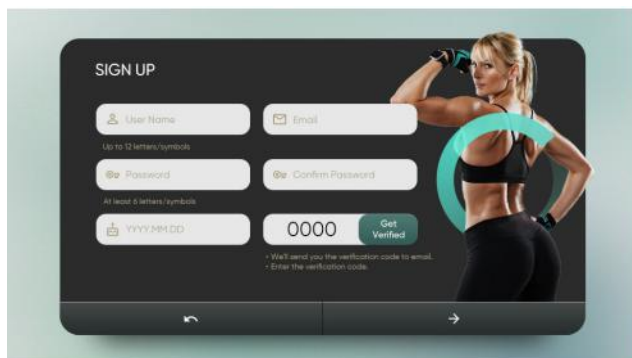 SIGN UP
User Name
Email
Up to 12 letters/symbols
Password
Confirm Password
At least 6 letters/symbols
YYYY.MM.DD
0000
Get
Verified
• We'll send you the verification code to email.
• Enter the verification code.